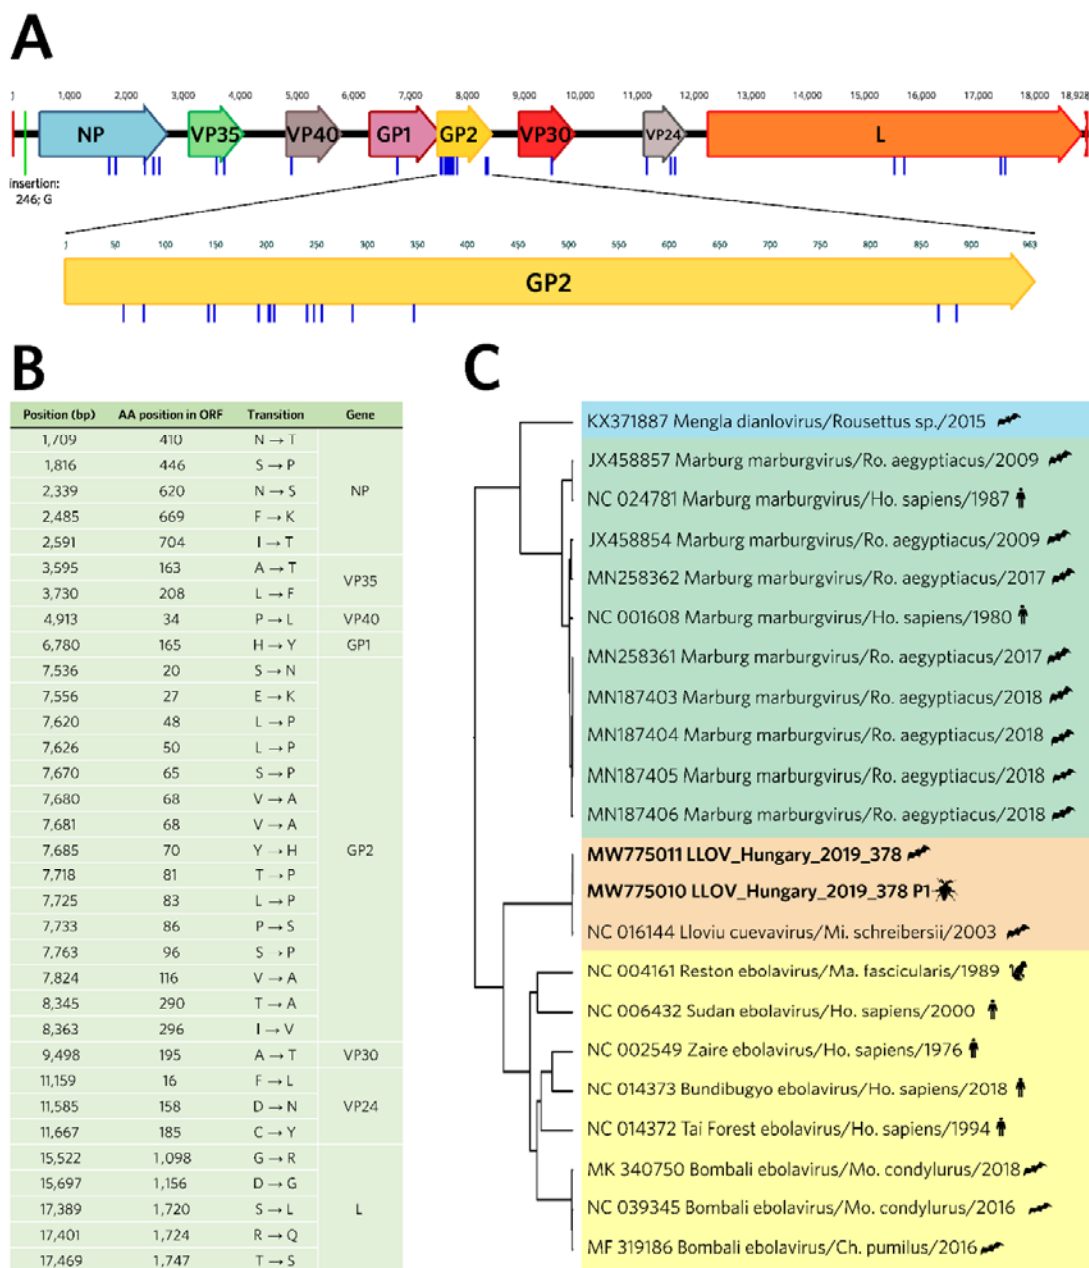 A
1 1,000 2,000 3,000 4,000 5,000 6,000 7,000 8,000 9,000 10,000 11,000 12,000 13,000 14,000 15,000 16,000 17,000 18,000 18,928
NP VP35 VP40 GP1 GP2 VP30 VP24 L
insertion:
246; G
1 50 100 150 200 250 300 350 400 450 500 550 600 650 700 750 800 850 900 963
GP2
B
Position (bp) AA position in ORF Transition Gene
1,709 410 N → T
1,816 446 S → P
2,339 620 N → S NP
2,485 669 F → K
2,591 704 I → T
3,595 163 A → T VP35
3,730 208 L → F
4,913 34 P → L VP40
6,780 165 H → Y GP1
7,536 20 S → N
7,556 27 E → K
7,620 48 L → P
7,626 50 L → P
7,670 65 S → P
7,680 68 V → A
7,681 68 V → A
7,685 70 Y → H GP2
7,718 81 T → P
7,725 83 L → P
7,733 86 P → S
7,763 96 S → P
7,824 116 V → A
8,345 290 T → A
8,363 296 I → V
9,498 195 A → T VP30
11,159 16 F → L
11,585 158 D → N VP24
11,667 185 C → Y
15,522 1,098 G → R
15,697 1,156 D → G
17,389 1,720 S → L L
17,401 1,724 R → Q
17,469 1,747 T → S
C
KX371887 Mengla dianlovirus/Rousettus sp./2015
JX458857 Marburg marburgvirus/Ro. aegyptiacus/2009
NC 024781 Marburg marburgvirus/Ho. sapiens/1987
JX458854 Marburg marburgvirus/Ro. aegyptiacus/2009
MN258362 Marburg marburgvirus/Ro. aegyptiacus/2017
NC 001608 Marburg marburgvirus/Ho. sapiens/1980
MN258361 Marburg marburgvirus/Ro. aegyptiacus/2017
MN187403 Marburg marburgvirus/Ro. aegyptiacus/2018
MN187404 Marburg marburgvirus/Ro. aegyptiacus/2018
MN187405 Marburg marburgvirus/Ro. aegyptiacus/2018
MN187406 Marburg marburgvirus/Ro. aegyptiacus/2018
MW775011 LLOV_Hungary_2019_378
MW775010 LLOV_Hungary_2019_378 P1
NC 016144 Lloviu cuevavirus/Mi. schreibersii/2003
NC 004161 Reston ebolavirus/Ma. fascicularis/1989
NC 006432 Sudan ebolavirus/Ho. sapiens/2000
NC 002549 Zaire ebolavirus/Ho. sapiens/1976
NC 014373 Bundibugyo ebolavirus/Ho. sapiens/2018
NC 014372 Tai Forest ebolavirus/Ho. sapiens/1994
MK 340750 Bombali ebolavirus/Mo. condylurus/2018
NC 039345 Bombali ebolavirus/Mo. condylurus/2016
MF 319186 Bombali ebolavirus/Ch. pumilus/2016